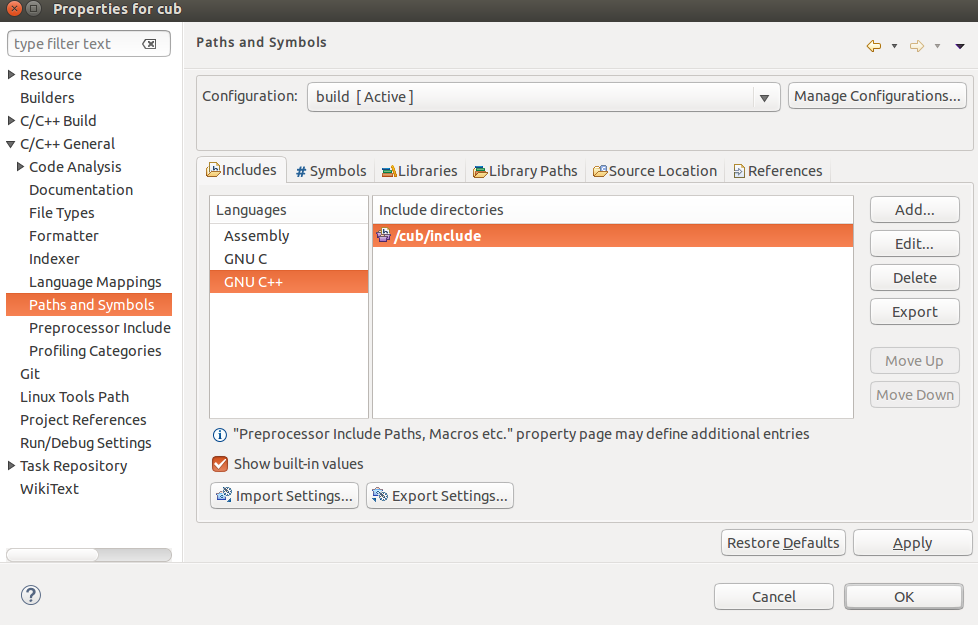 Properties for cub
type filter text
Resource
Builders
C/C++ Build
C/C++ General
Code Analysis
Documentation
File Types
Formatter
Indexer
Language Mappings
Paths and Symbols
Preprocessor Include
Profiling Categories
Git
Linux Tools Path
Project References
Run/Debug Settings
Task Repository
WikiText
Paths and Symbols
Configuration: build [Active] Manage Configurations...
Includes # Symbols Libraries Library Paths Source Location References
Languages
Assembly
GNU C
GNU C++
Include directories
/cub/include
Add...
Edit...
Delete
Export
Move Up
Move Down
"Preprocessor Include Paths, Macros etc." property page may define additional entries
Show built-in values
Import Settings... Export Settings...
Restore Defaults Apply
? Cancel OK